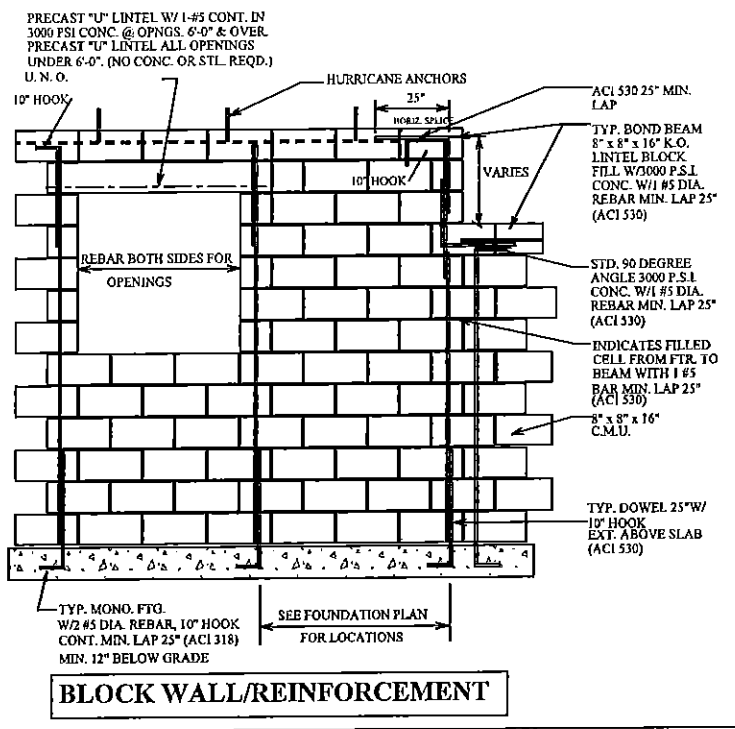 PRECAST "U" LINTEL W/ 1-#5 CONT. IN
3000 PSI CONC. @ OPNGS. 6'-0" & OVER.
PRECAST "U" LINTEL ALL OPENINGS
UNDER 6'-0". (NO CONC. OR STL. REQD.)
U. N. O.
10" HOOK
HURRICANE ANCHORS
25"
HORIZ. SPLICE
10" HOOK
ACI 530 25" MIN.
LAP
TYP. BOND BEAM
8" x 8" x 16" K.O.
LINTEL BLOCK
FILL W/3000 P.S.I.
CONC. W/1 #5 DIA.
REBAR MIN. LAP 25"
(ACI 530)
VARIES
REBAR BOTH SIDES FOR
OPENINGS
STD. 90 DEGREE
ANGLE 3000 P.S.I.
CONC. W/1 #5 DIA.
REBAR MIN. LAP 25"
(ACI 530)
INDICATES FILLED
CELL FROM FTR. TO
BEAM WITH 1 #5
BAR MIN. LAP 25"
(ACI 530)
8" x 8" x 16"
C.M.U.
TYP. DOWEL 25"W/
10" HOOK
EXT. ABOVE SLAB
(ACI 530)
TYP. MONO. FTG.
W/2 #5 DIA. REBAR, 10" HOOK
CONT. MIN. LAP 25" (ACI 318)
MIN. 12" BELOW GRADE
SEE FOUNDATION PLAN
FOR LOCATIONS
BLOCK WALL/REINFORCEMENT